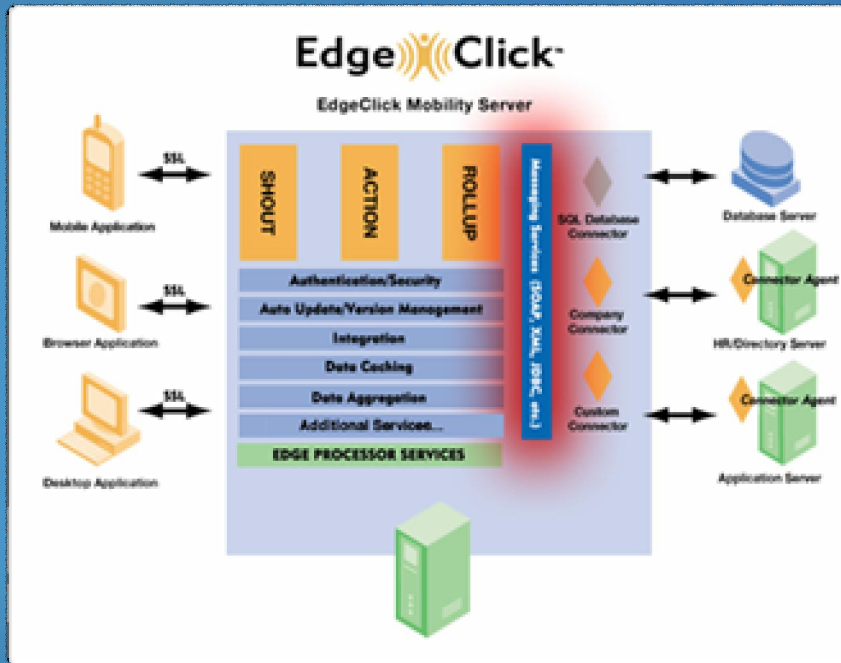 Edge Click™
EdgeClick Mobility Server
SSL
Mobile Application
SSL
Browser Application
SSL
Desktop Application
SHOUT
ACTION
ROLLUP
Authentication/Security
Auto Update/Version Management
Integration
Data Caching
Data Aggregation
Additional Services...
EDGE PROCESSOR SERVICES
Messaging Services (SOAP, XML, JDBC, etc.)
SQL Database
Connector
Company
Connector
Custom
Connector
Database Server
Connector Agent
HR/Directory Server
Connector Agent
Application Server